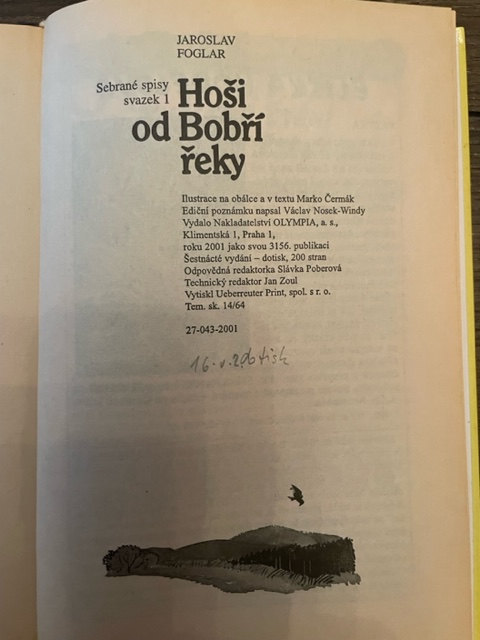 JAROSLAV
FOGLAR
Sebrané spisy
svazek 1
Hoši
od Bobří
řeky
Ilustrace na obálce a v textu Marko Čermák
Ediční poznámku napsal Václav Nosek-Windy
Vydalo Nakladatelství OLYMPIA, a. s.,
Klimentská 1, Praha 1,
roku 2001 jako svou 3156. publikaci
Šestnácté vydání – dotisk, 200 stran
Odpovědná redaktorka Slávka Poberová
Technický redaktor Jan Zoul
Vytiskl Ueberreuter Print, spol. s r. o.
Tem. sk. 14/64
27-043-2001
16. v. 2. dotisk